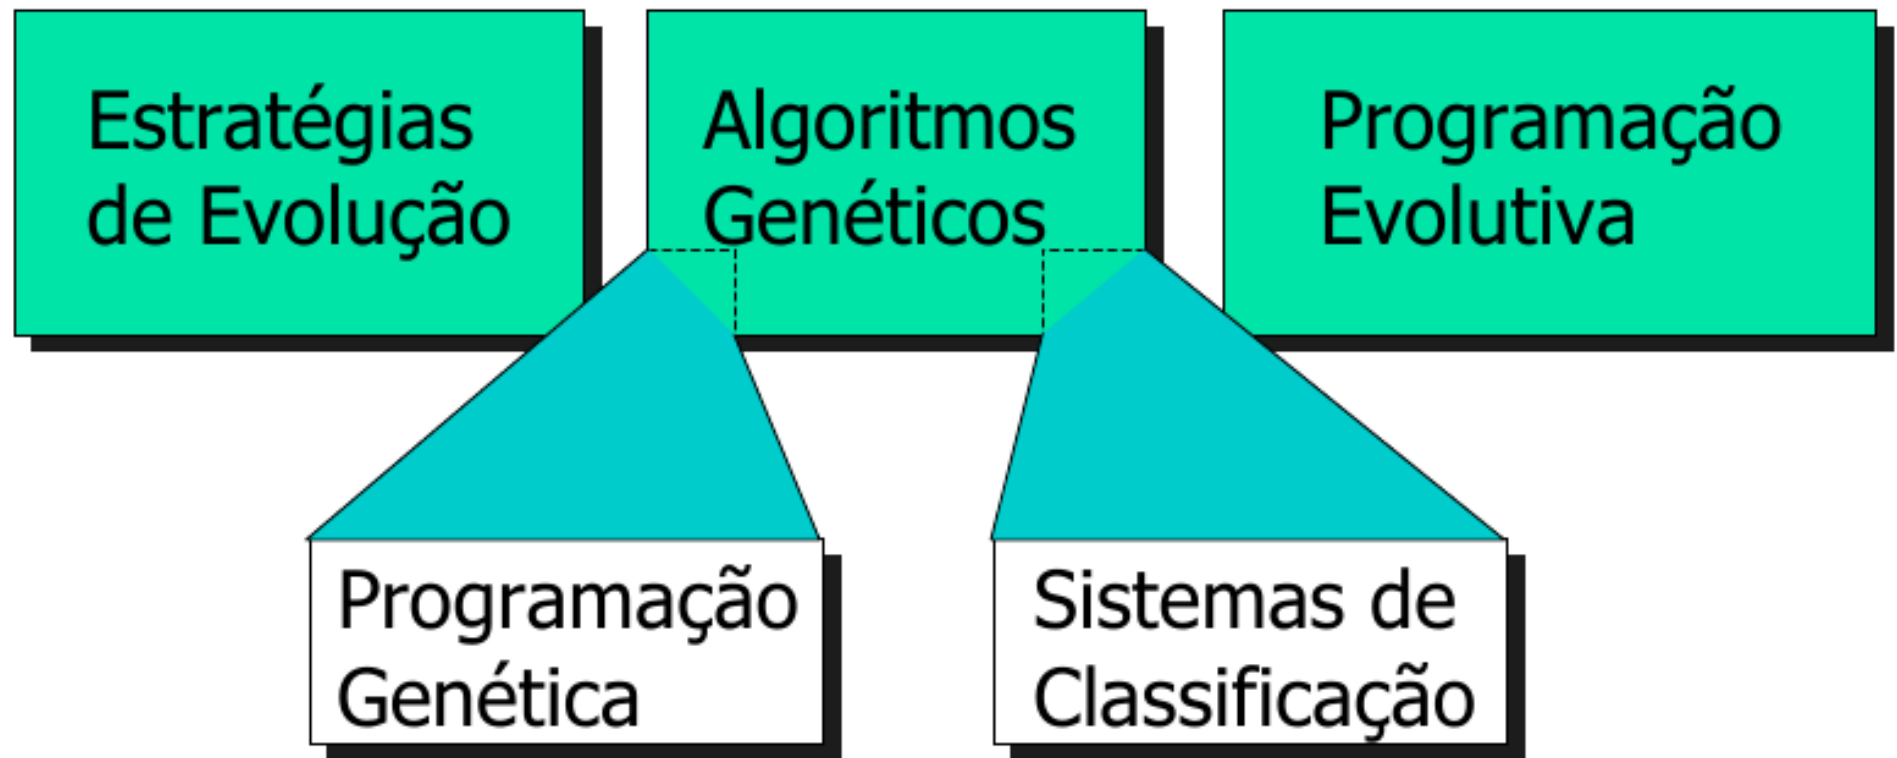 Estratégias
de Evolução
Algoritmos
Genéticos
Programação
Evolutiva
Programação
Genética
Sistemas de
Classificação